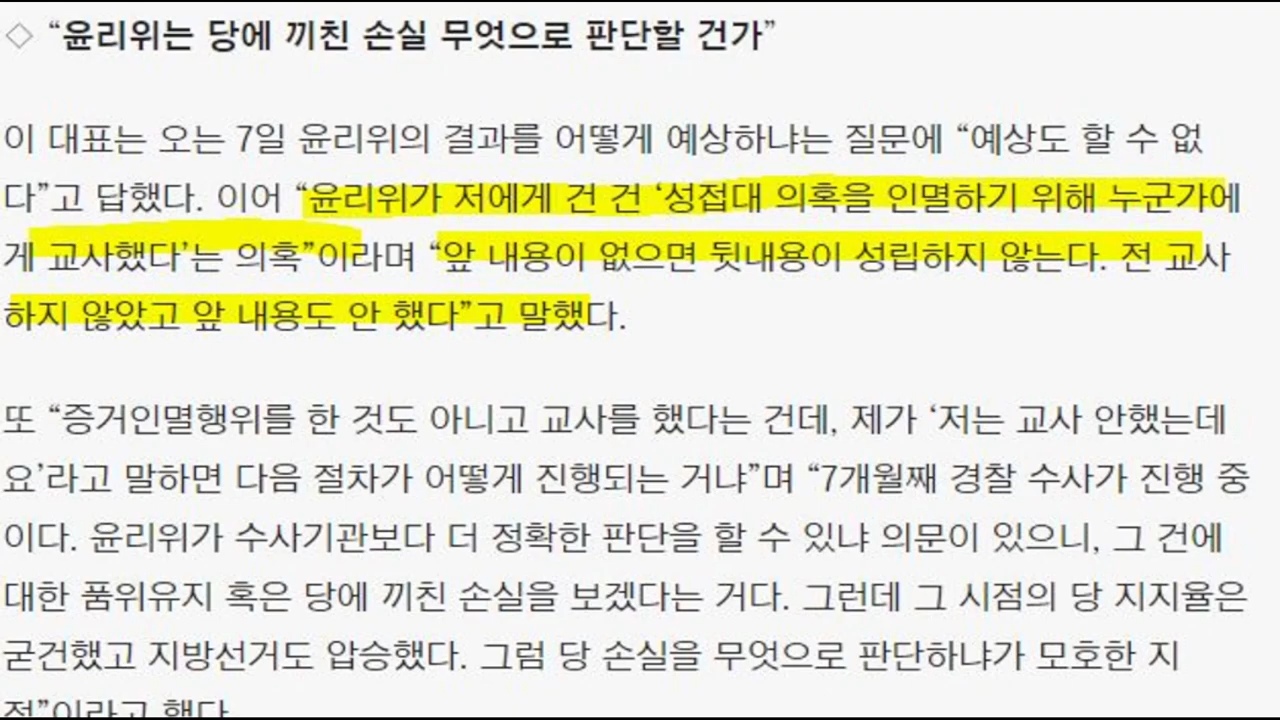 ◇ “윤리위는 당에 끼친 손실 무엇으로 판단할 건가”
이 대표는 오는 7일 윤리위의 결과를 어떻게 예상하냐는 질문에 “예상도 할 수 없
다”고 답했다. 이어 “윤리위가 저에게 건 건 ‘성접대 의혹을 인멸하기 위해 누군가에
게 교사했다’는 의혹”이라며 “앞 내용이 없으면 뒷내용이 성립하지 않는다. 전 교사
하지 않았고 앞 내용도 안 했다”고 말했다.
또 “증거인멸행위를 한 것도 아니고 교사를 했다는 건데, 제가 ‘저는 교사 안했는데
요’라고 말하면 다음 절차가 어떻게 진행되는 거냐”며 “7개월째 경찰 수사가 진행 중
이다. 윤리위가 수사기관보다 더 정확한 판단을 할 수 있냐 의문이 있으니, 그 건에
대한 품위유지 혹은 당에 끼친 손실을 보겠다는 거다. 그런데 그 시점의 당 지지율은
굳건했고 지방선거도 압승했다. 그럼 당 손실을 무엇으로 판단하냐가 모호한 지
점”이라고 했다